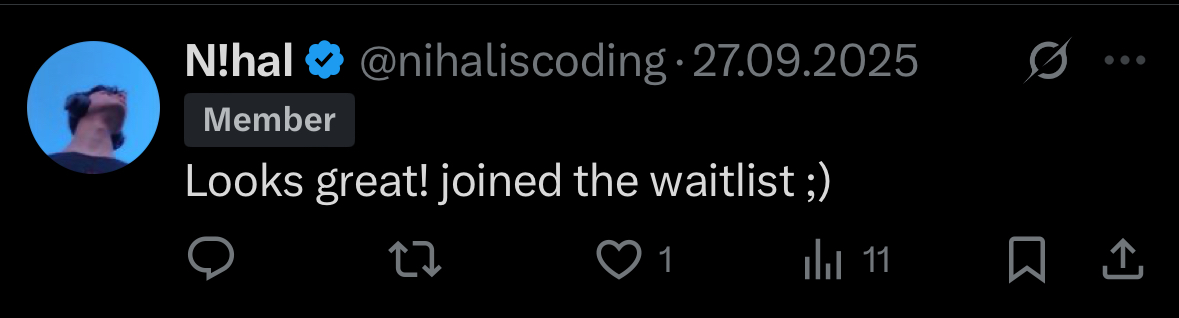 N!hal @nihaliscoding · 27.09.2025
Member
Looks great! joined the waitlist ;)
1 11